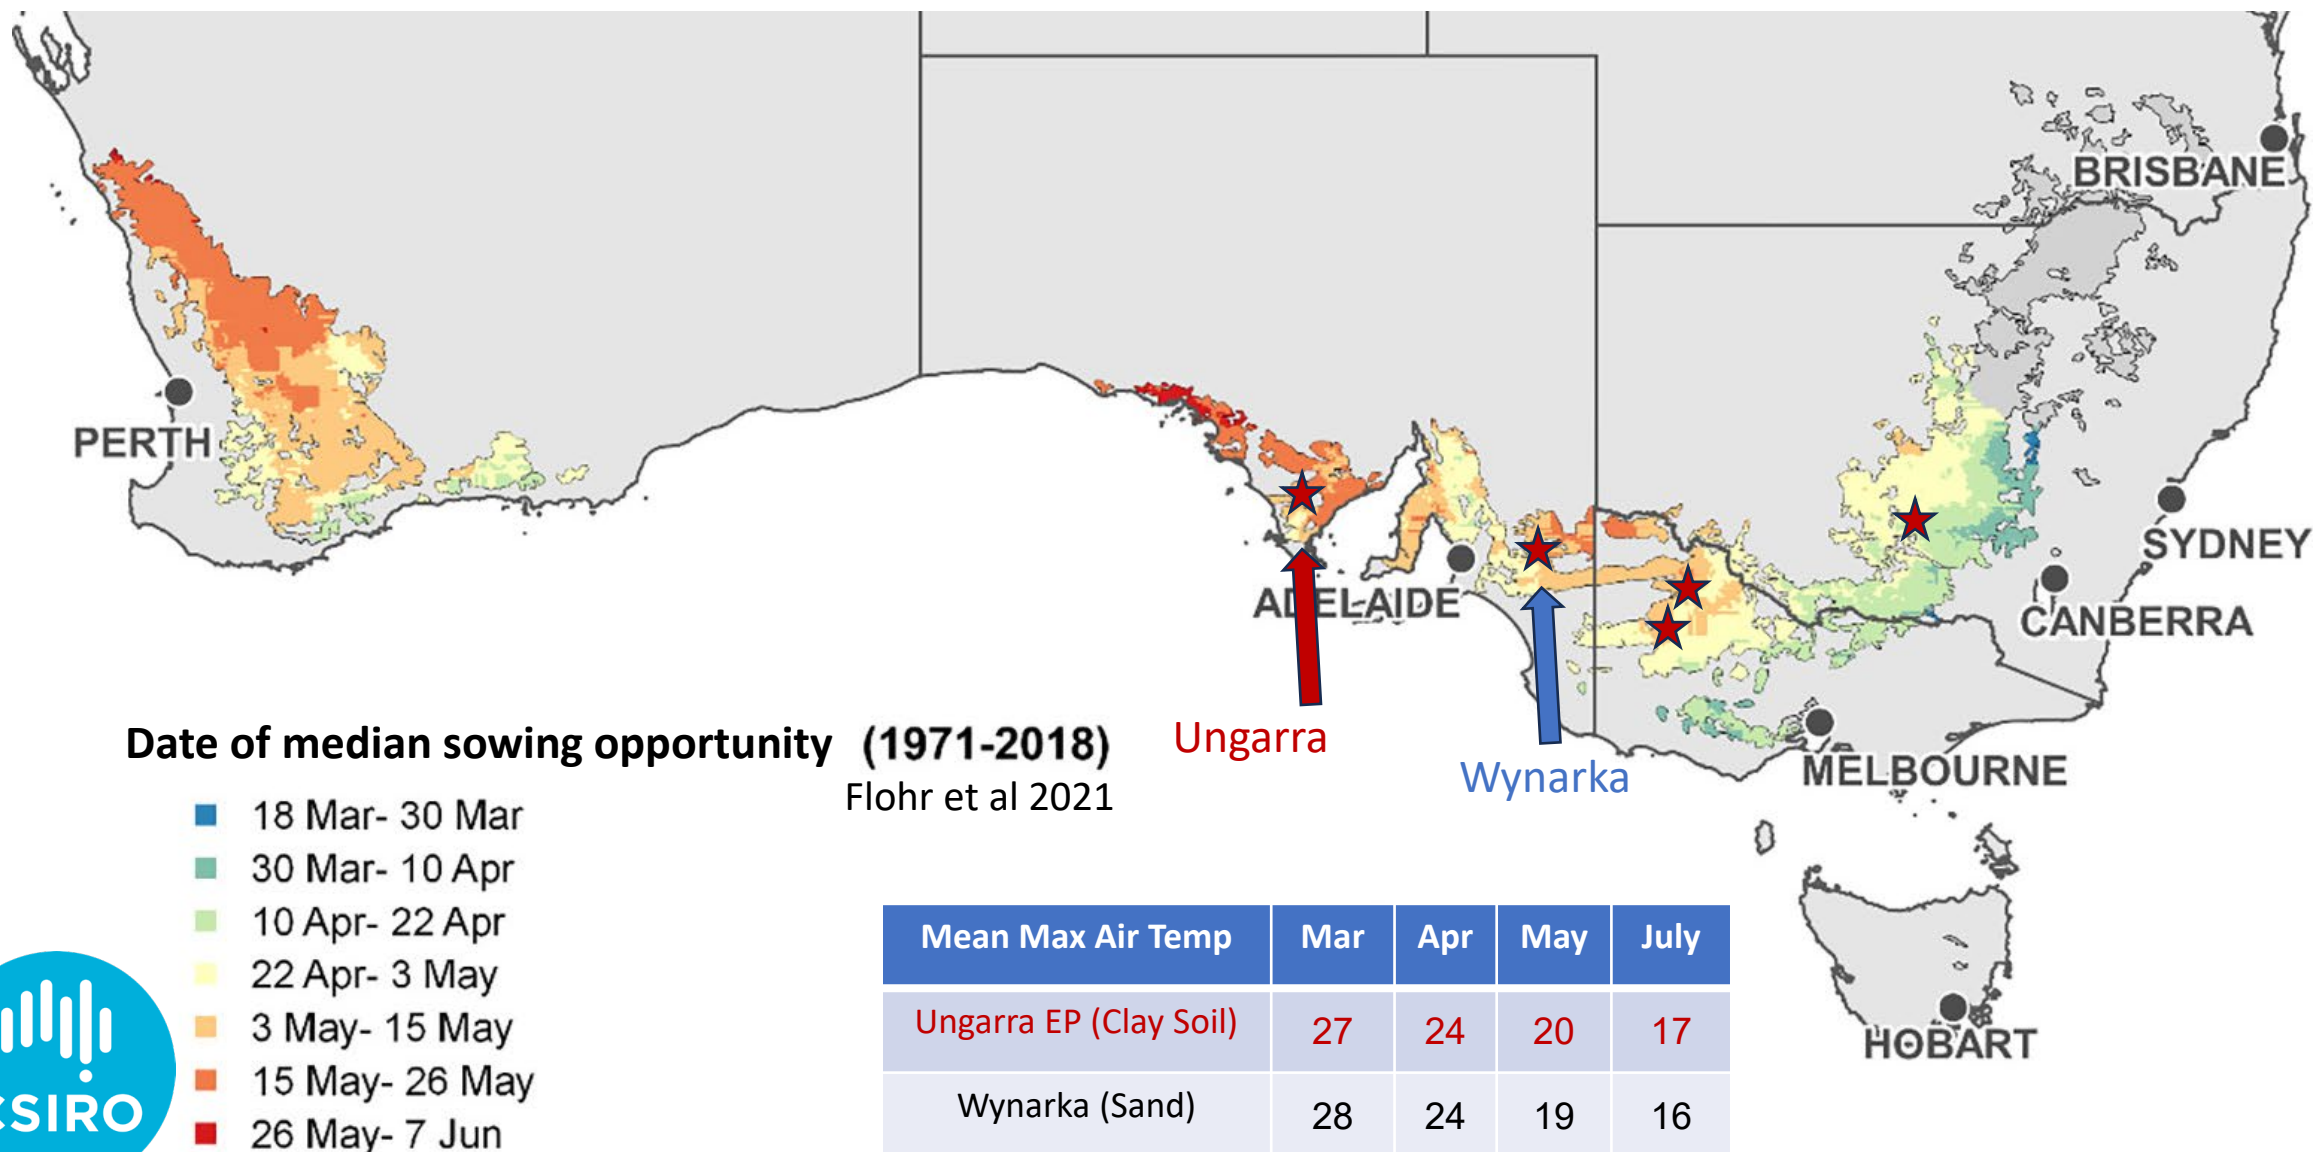 BRISBANE
PERTH
SYDNEY
ADELAIDE
CANBERRA
Ungarra
Wynarka
MELBOURNE
HOBART
Date of median sowing opportunity (1971-2018)
Flohr et al 2021
18 Mar- 30 Mar
30 Mar- 10 Apr
10 Apr- 22 Apr
22 Apr- 3 May
3 May- 15 May
15 May- 26 May
26 May- 7 Jun
CSIRO
Mean Max Air Temp Mar Apr May July
Ungarra EP (Clay Soil) 27 24 20 17
Wynarka (Sand) 28 24 19 16